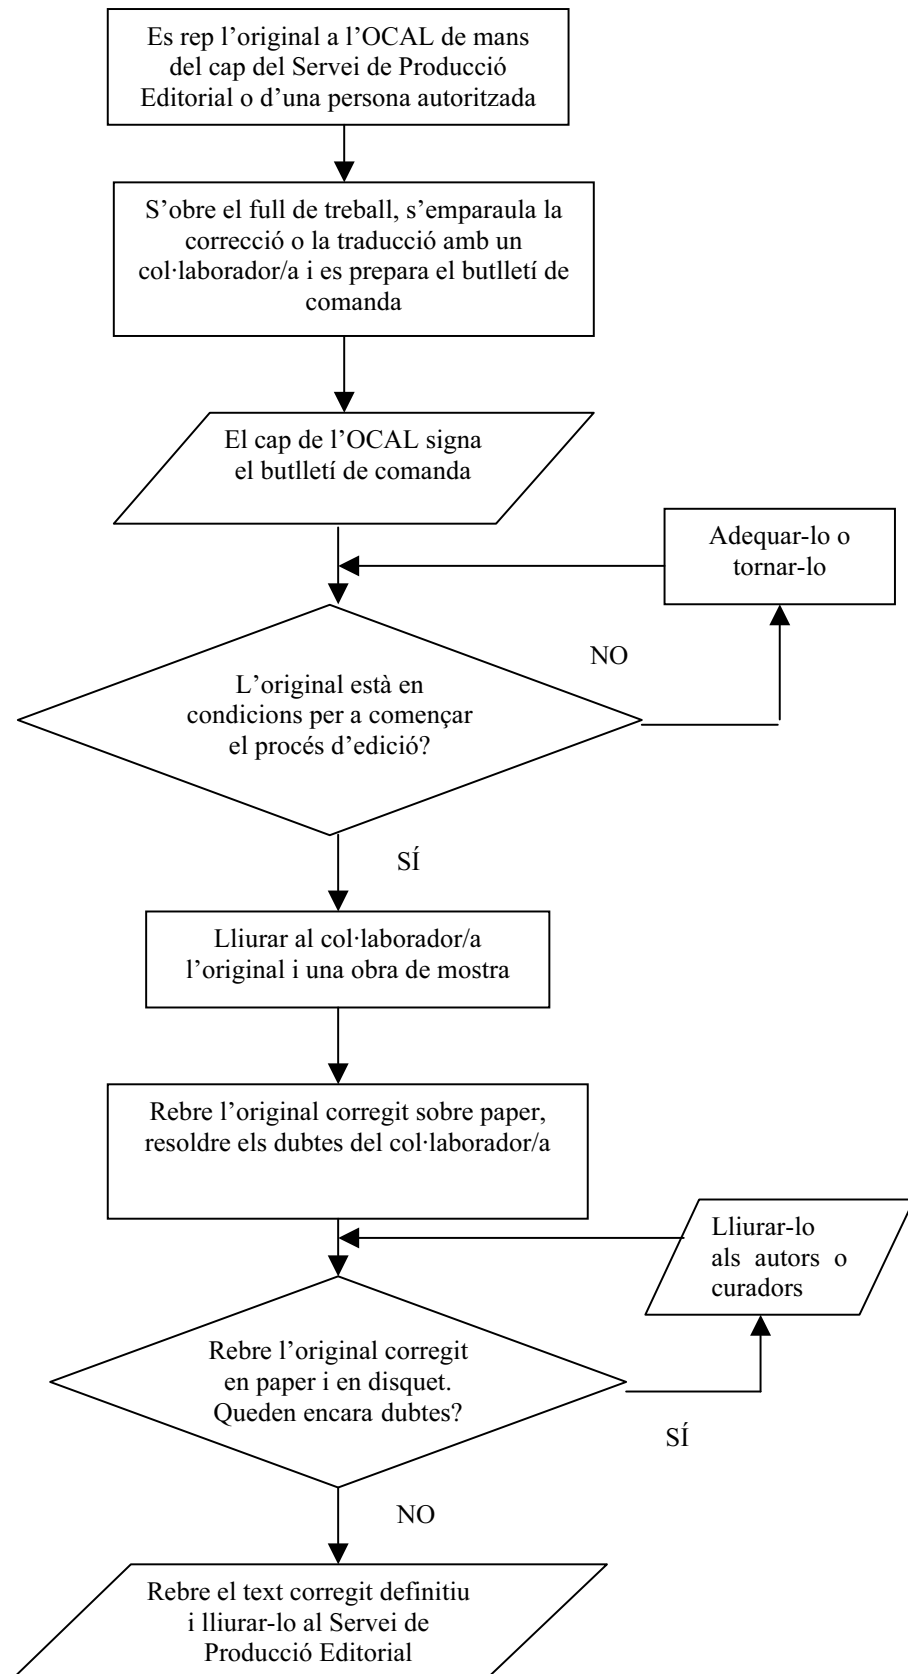 Es rep l’original a l’OCAL de mans
del cap del Servei de Producció
Editorial o d’una persona autoritzada
S’obre el full de treball, s’emparaula la
correcció o la traducció amb un
col·laborador/a i es prepara el butlletí de
comanda
El cap de l’OCAL signa
el butlletí de comanda
Adequar-lo o
tornar-lo
NO
L’original està en
condicions per a començar
el procés d’edició?
SÍ
Lliurar al col·laborador/a
l’original i una obra de mostra
Rebre l’original corregit sobre paper,
resoldre els dubtes del col·laborador/a
Lliurar-lo
als autors o
curadors
Rebre l’original corregit
en paper i en disquet.
Queden encara dubtes?
SÍ
NO
Rebre el text corregit definitiu
i lliurar-lo al Servei de
Producció Editorial